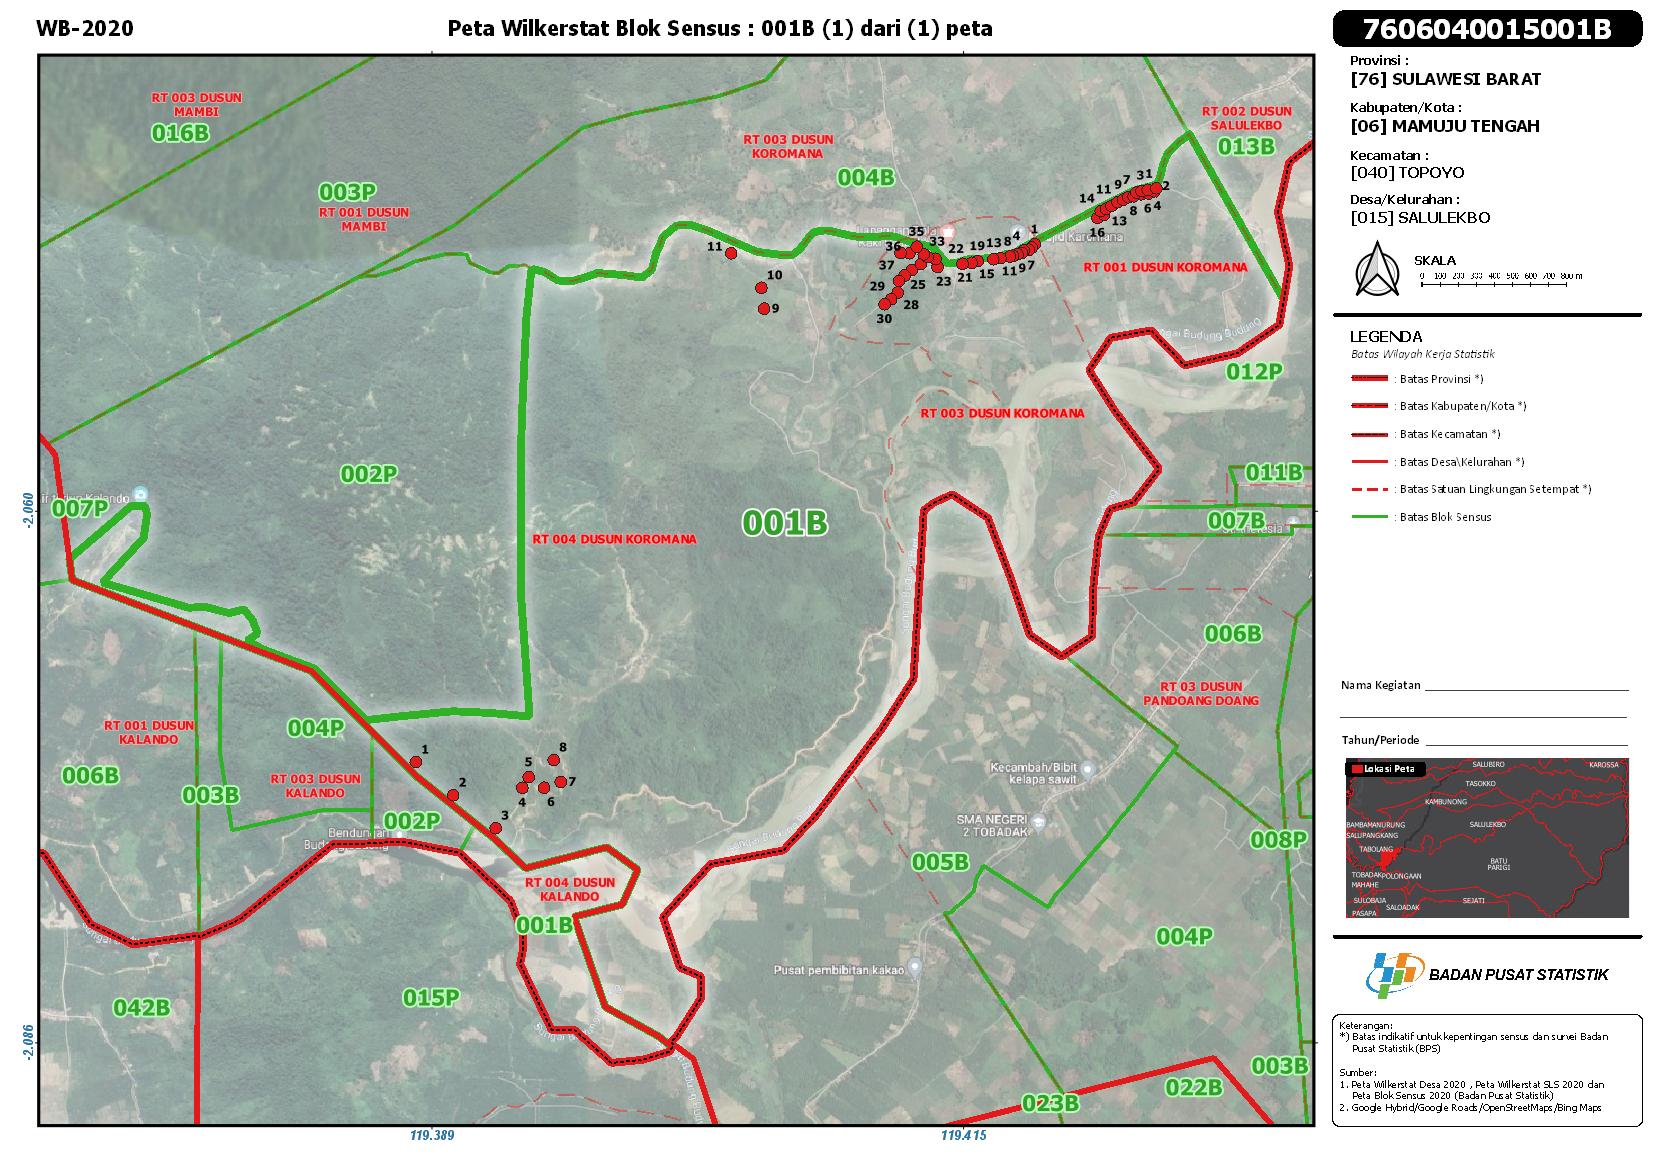 WB-2020
Peta Wilkerstat Blok Sensus : 001B (1) dari (1) peta
7606040015001B
Provinsi :
[76] SULAWESI BARAT
Kabupaten/Kota :
[06] MAMUJU TENGAH
Kecamatan :
[040] TOPOYO
Desa/Kelurahan :
[015] SALULEKBO
SKALA
0 100 200 300 400 500 600 700 800 m
LEGENDA
Batas Wilayah Kerja Statistik
: Batas Provinsi *)
: Batas Kabupaten/Kota *)
: Batas Kecamatan *)
: Batas Desa\Kelurahan *)
: Batas Satuan Lingkungan Setempat *)
: Batas Blok Sensus
Nama Kegiatan
Tahun/Periode
Lokasi Peta
SALUBIRO
KAROSSA
TASOKKO
KAMBUNONG
BAMBAMANURUNG
SALULEKBO
SALUPANGKANG
TABOLANG
BATU
PARIGI
TOBADAK
POLONGAAN
MAHAHE
SULOBAJA
SEJATI
SALOADAK
PASAPA
BADAN PUSAT STATISTIK
Keterangan:
*) Batas indikatif untuk kepentingan sensus dan survei Badan
Pusat Statistik (BPS)
Sumber:
1. Peta Wilkerstat Desa 2020 , Peta Wilkerstat SLS 2020 dan
Peta Blok Sensus 2020 (Badan Pusat Statistik)
2. Google Hybrid/Google Roads/OpenStreetMaps/Bing Maps
RT 003 DUSUN
MAMBI
016B
003P
RT 001 DUSUN
MAMBI
RT 003 DUSUN
KOROMANA
004B
RT 002 DUSUN
SALULEKBO
013B
14
11
9
7
31
2
16
13
8
6
4
35
36
33
22
19
13
8
4
1
37
29
25
23
21
15
11
9
7
28
30
11
10
9
RT 001 DUSUN KOROMANA
012P
RT 003 DUSUN KOROMANA
002P
007P
001B
RT 004 DUSUN KOROMANA
011B
007B
006B
RT 03 DUSUN
PANDOANG DOANG
RT 001 DUSUN
KALANDO
004P
006B
003B
RT 003 DUSUN
KALANDO
002P
Bendungan
1
2
3
4
5
6
7
8
Kecambah/Bibit
kelapa sawit
SMA NEGERI
2 TOBADAK
005B
008P
RT 004 DUSUN
KALANDO
001B
004P
Pusat pembibitan kakao
042B
015P
003B
022B
023B
-2.060
-2.086
119.389
119.415